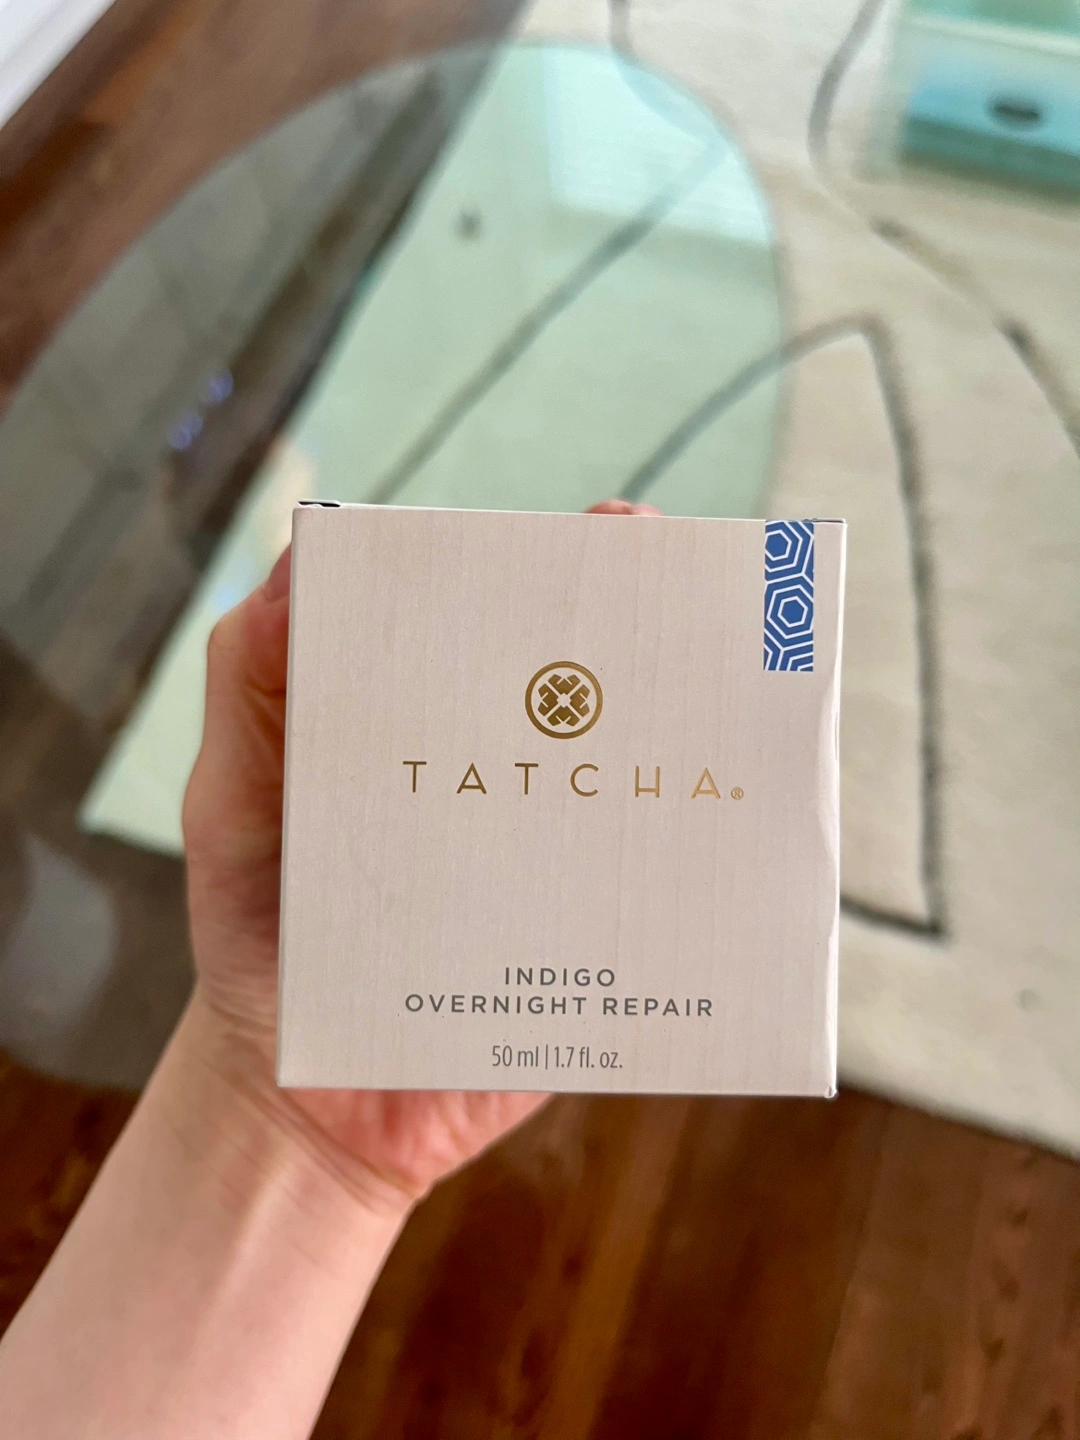 TATCHA®
INDIGO
OVERNIGHT REPAIR
50 ml | 1.7 fl. oz.